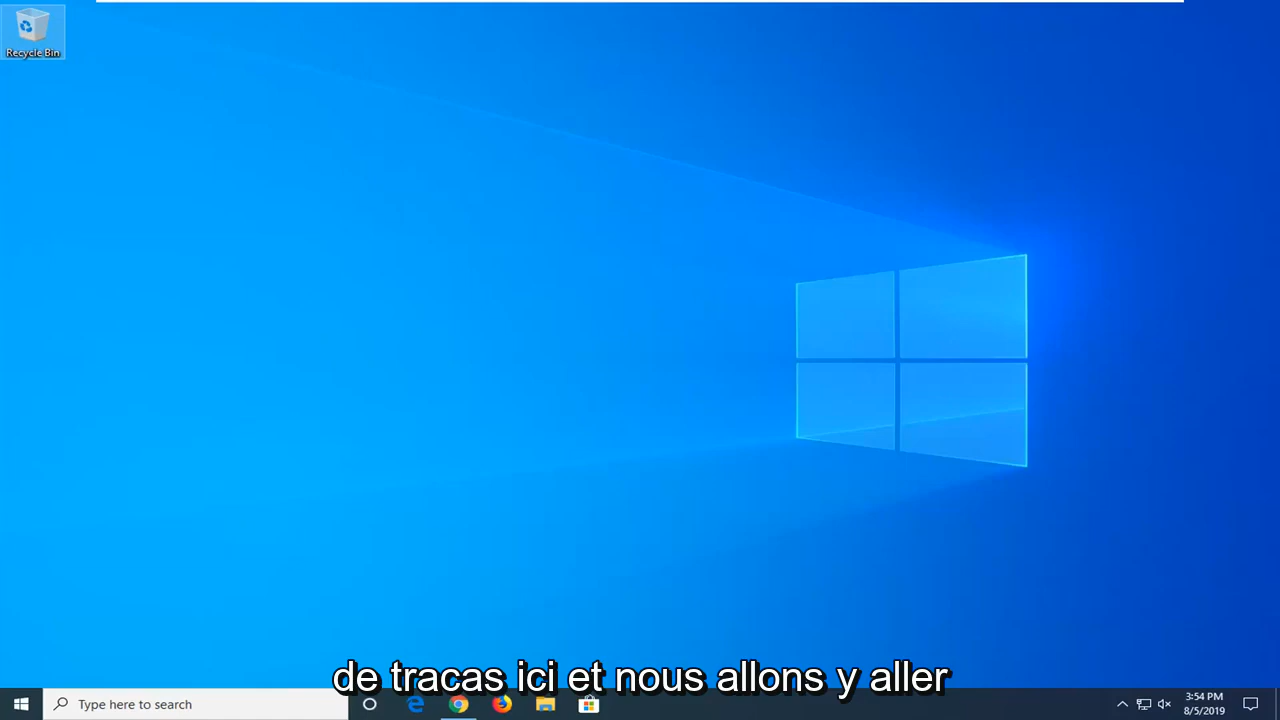 Recycle Bin
de tracas ici et nous allons y aller
Type here to search
3:54 PM
8/5/2019